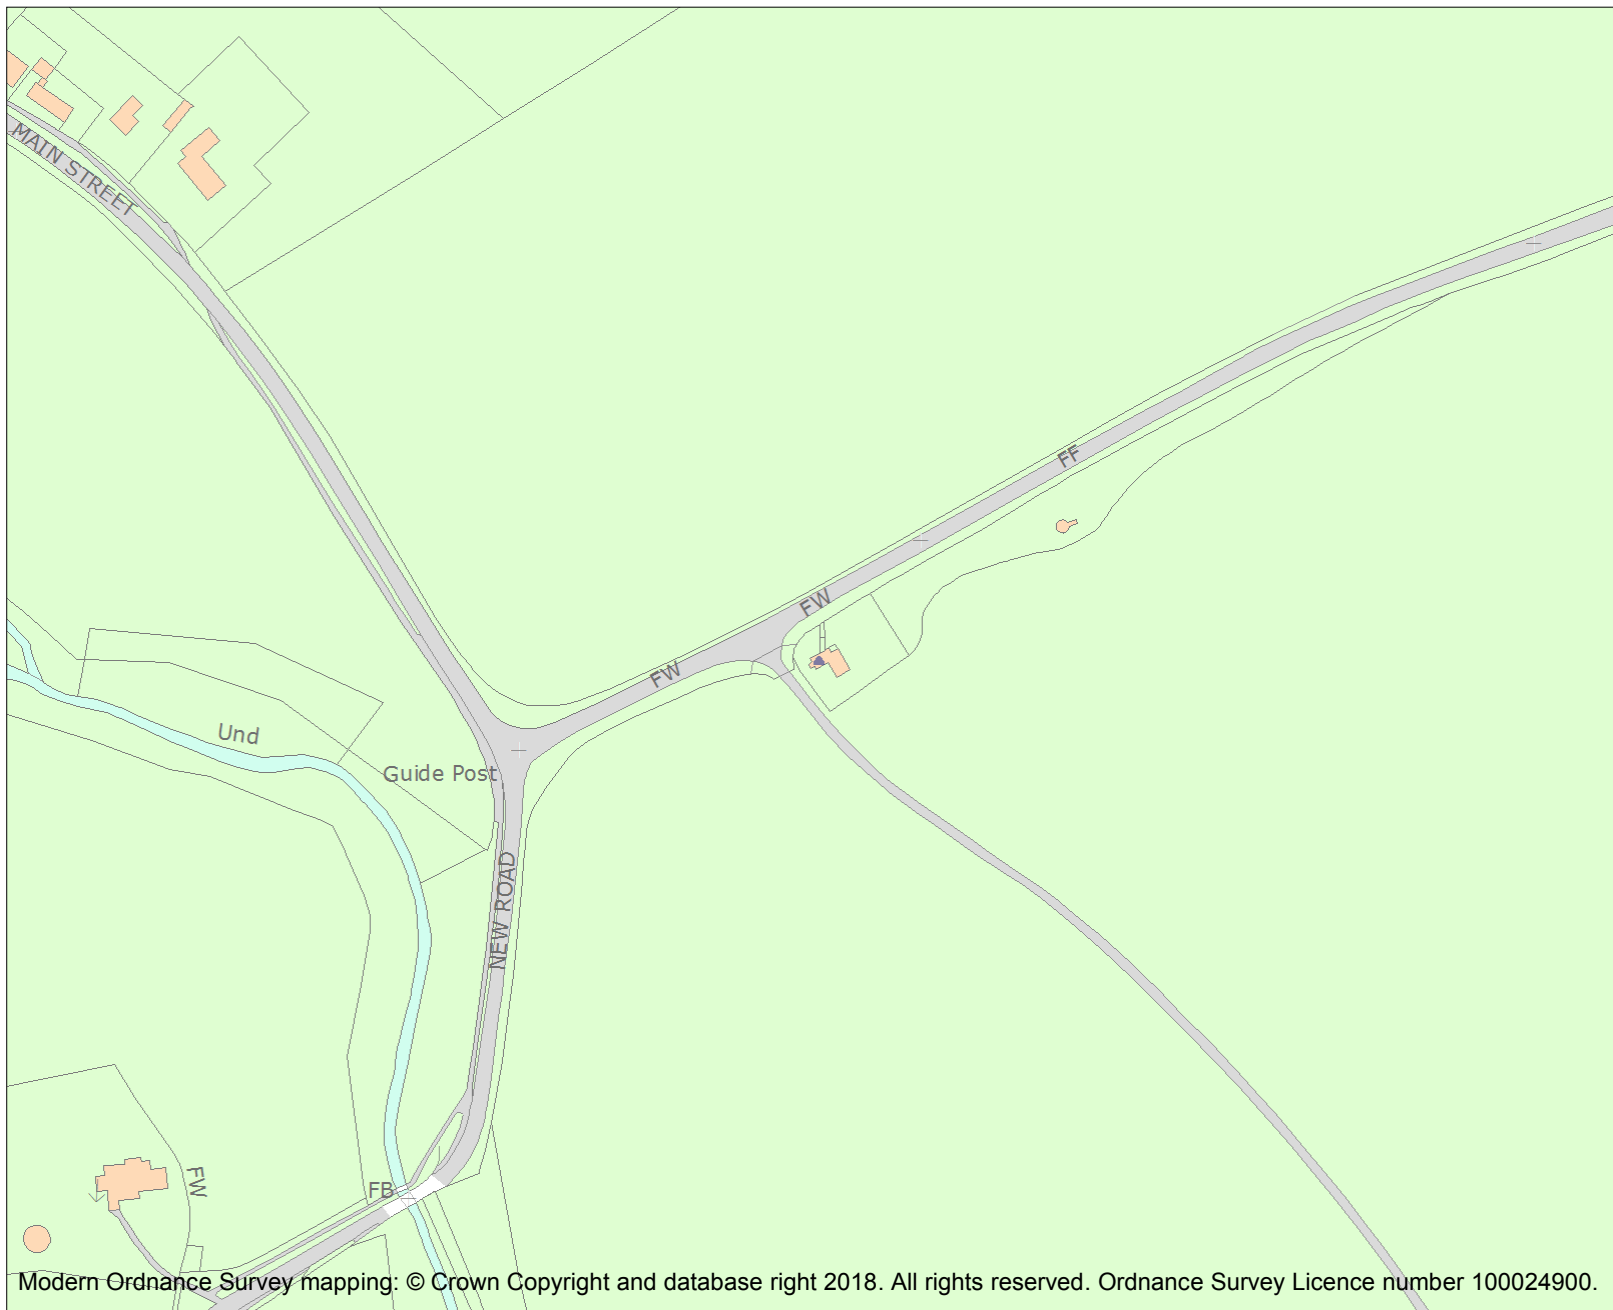 MAIN STREET
FF
FW
FW
Und
Guide Post
NEW ROAD
FW
FB
Modern Ordnance Survey mapping: © Crown Copyright and database right 2018. All rights reserved. Ordnance Survey Licence number 100024900.